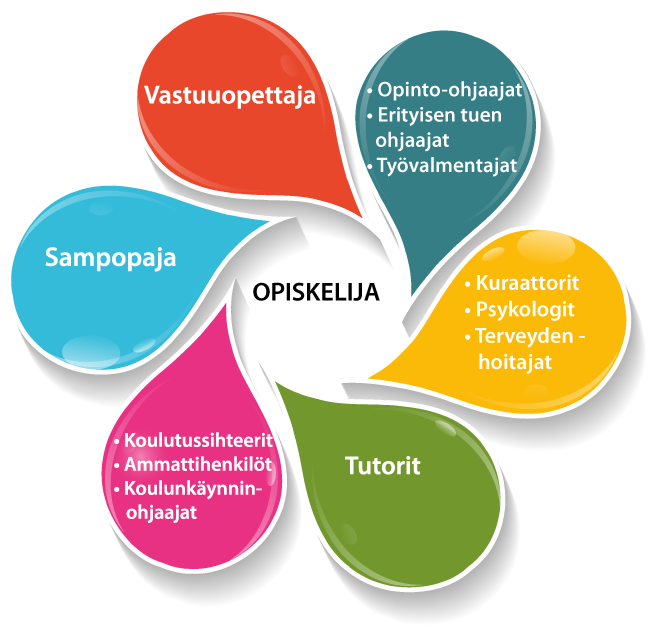 Vastuuopettaja
• Opinto-ohjaajat
• Erityisen tuen
ohjaajat
• Työvalmentajat
Sampopaja
OPISKELIJA
• Kuraattorit
• Psykologit
• Terveyden -
hoitajat
• Koulutussihteerit
• Ammattihenkilöt
• Koulunkäynnin-
ohjaajat
Tutorit